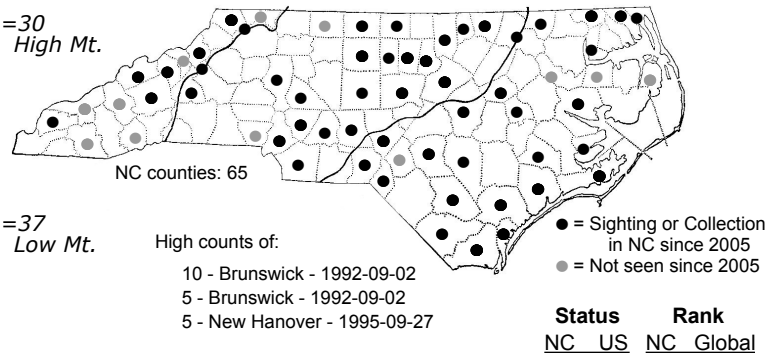 =30
High Mt.
NC counties: 65
=37
Low Mt.
High counts of:
10 - Brunswick - 1992-09-02
5 - Brunswick - 1992-09-02
5 - New Hanover - 1995-09-27
● = Sighting or Collection
in NC since 2005
● = Not seen since 2005
Status Rank
NC US NC Global